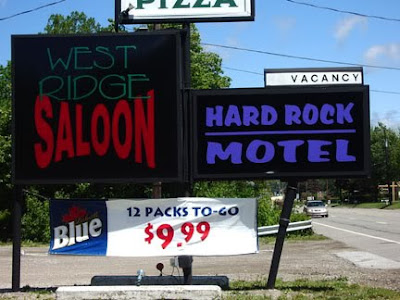 PIZZA
WEST
RIDGE
SALOON
VACANCY
HARD ROCK
MOTEL
Blue
12 PACKS TO-GO
$9.99